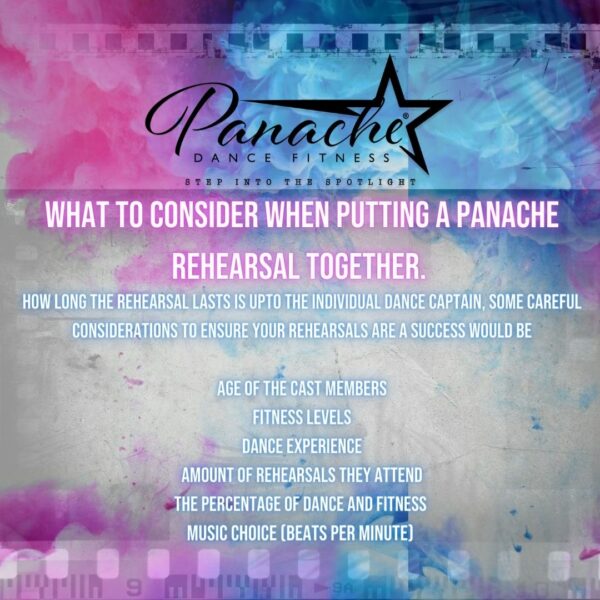 Panache®
DANCE FITNESS
STEP INTO THE SPOTLIGHT
WHAT TO CONSIDER WHEN PUTTING A PANACHE
REHEARSAL TOGETHER.
HOW LONG THE REHEARSAL LASTS IS UPTO THE INDIVIDUAL DANCE CAPTAIN, SOME CAREFUL
CONSIDERATIONS TO ENSURE YOUR REHEARSALS ARE A SUCCESS WOULD BE
AGE OF THE CAST MEMBERS
FITNESS LEVELS
DANCE EXPERIENCE
AMOUNT OF REHEARSALS THEY ATTEND
THE PERCENTAGE OF DANCE AND FITNESS
MUSIC CHOICE (BEATS PER MINUTE)
9 9A